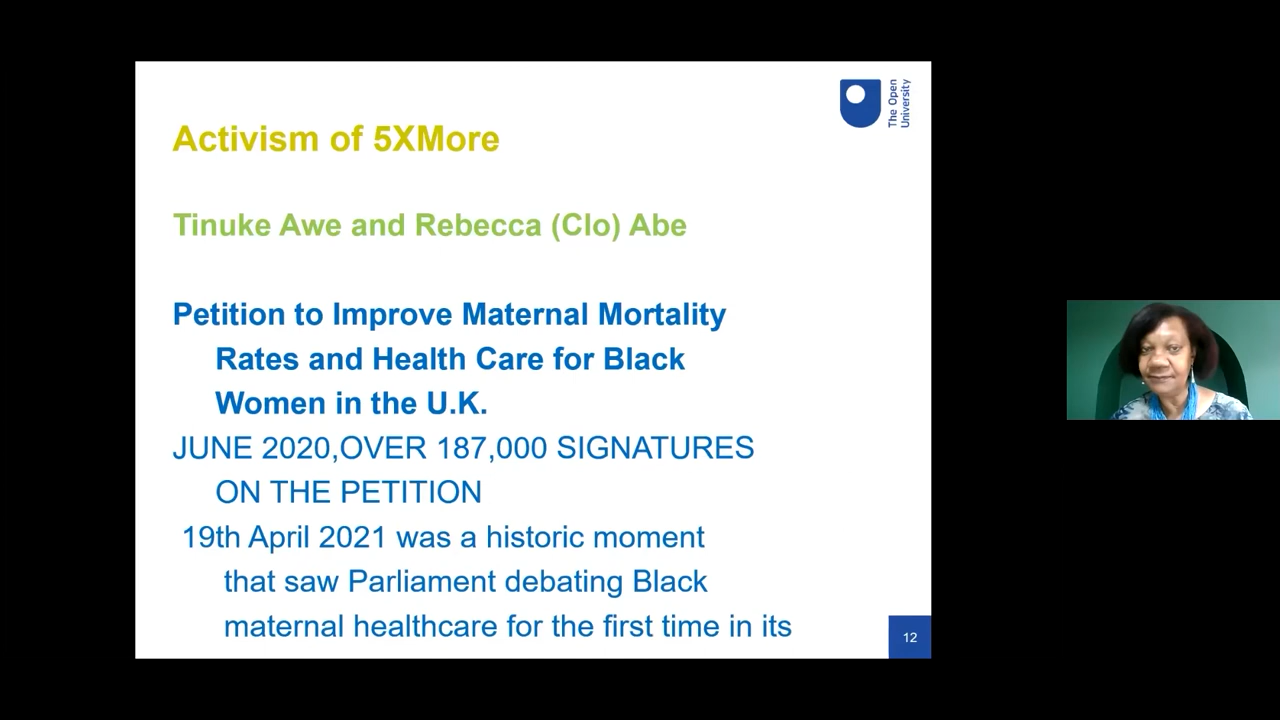 The Open
University
Activism of 5XMore
Tinuke Awe and Rebecca (Clo) Abe
Petition to Improve Maternal Mortality
Rates and Health Care for Black
Women in the U.K.
JUNE 2020,OVER 187,000 SIGNATURES
ON THE PETITION
19th April 2021 was a historic moment
that saw Parliament debating Black
maternal healthcare for the first time in its
12